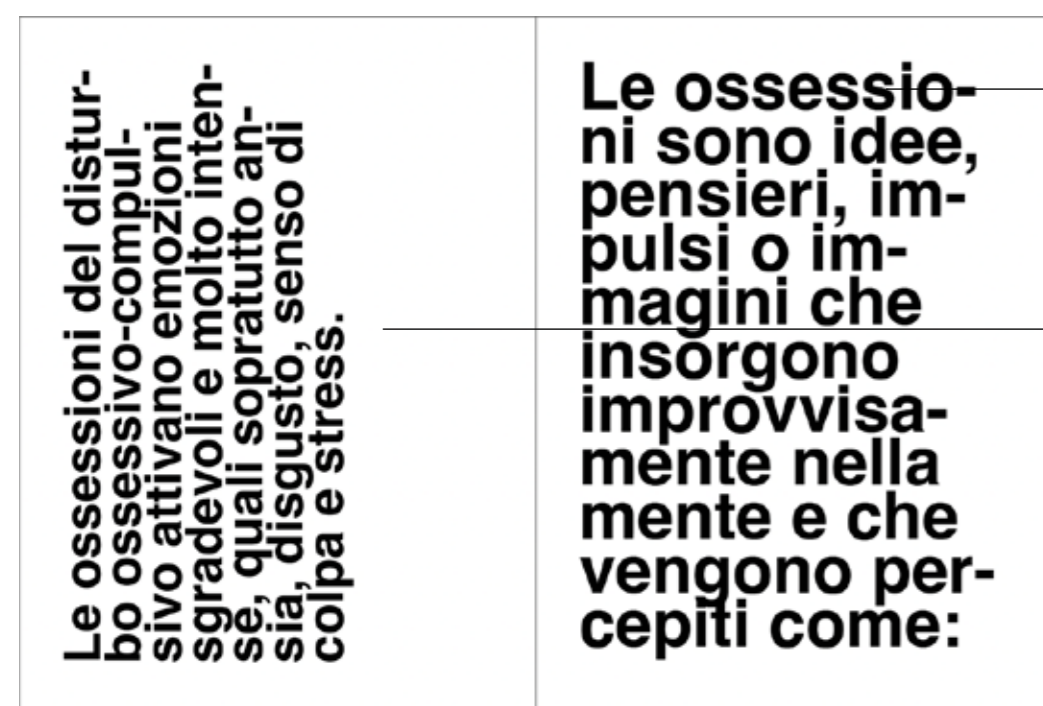 Le ossessioni del distur-
bo ossessivo-compul-
sivo attivano emozioni
sgradevoli e molto inten-
se, quali sopratutto an-
sia, disgusto, senso di
colpa e stress.
Le ossessio-
ni sono idee,
pensieri, im-
pulsi o im-
magini che
insorgono
improvvisa-
mente nella
mente e che
vengono per-
cepiti come: